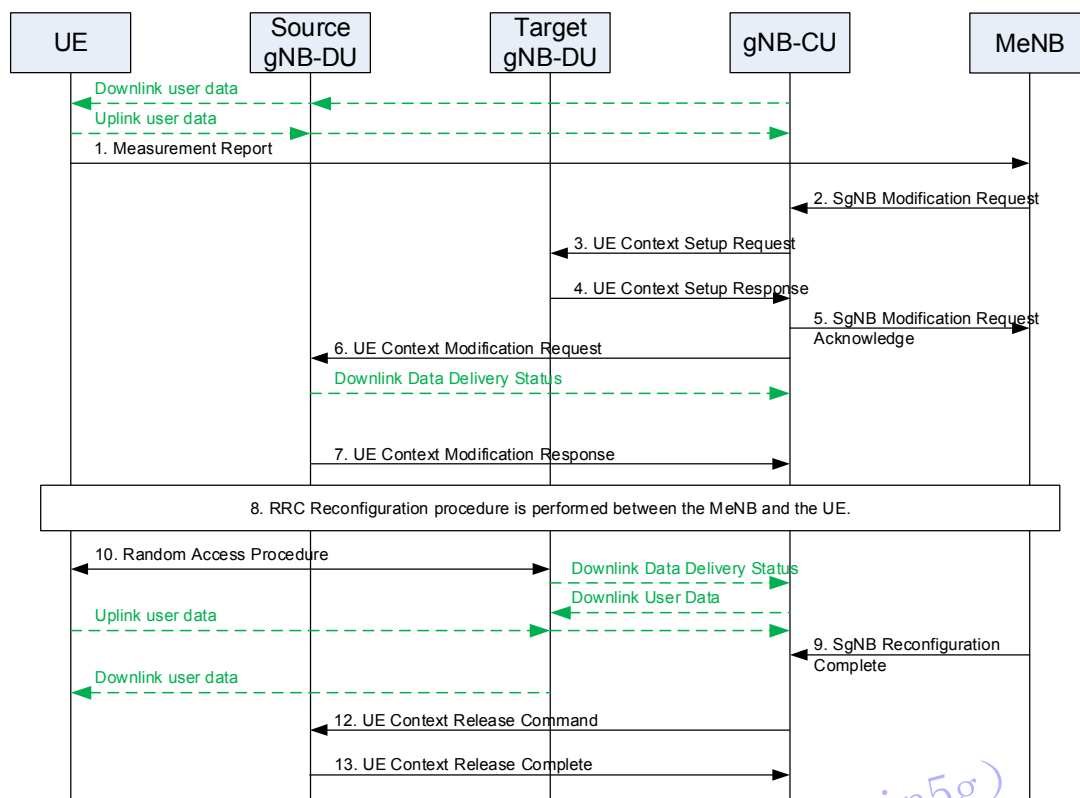 UE
Source
gNB-DU
Target
gNB-DU
gNB-CU
MeNB
Downlink user data
Uplink user data
1. Measurement Report
2. SgNB Modification Request
3. UE Context Setup Request
4. UE Context Setup Response
5. SgNB Modification Request
Acknowledge
6. UE Context Modification Request
Downlink Data Delivery Status
7. UE Context Modification Response
8. RRC Reconfiguration procedure is performed between the MeNB and the UE.
10. Random Access Procedure
Downlink Data Delivery Status
Downlink User Data
Uplink user data
9. SgNB Reconfiguration
Complete
Downlink user data
12. UE Context Release Command
13. UE Context Release Complete
in5g)